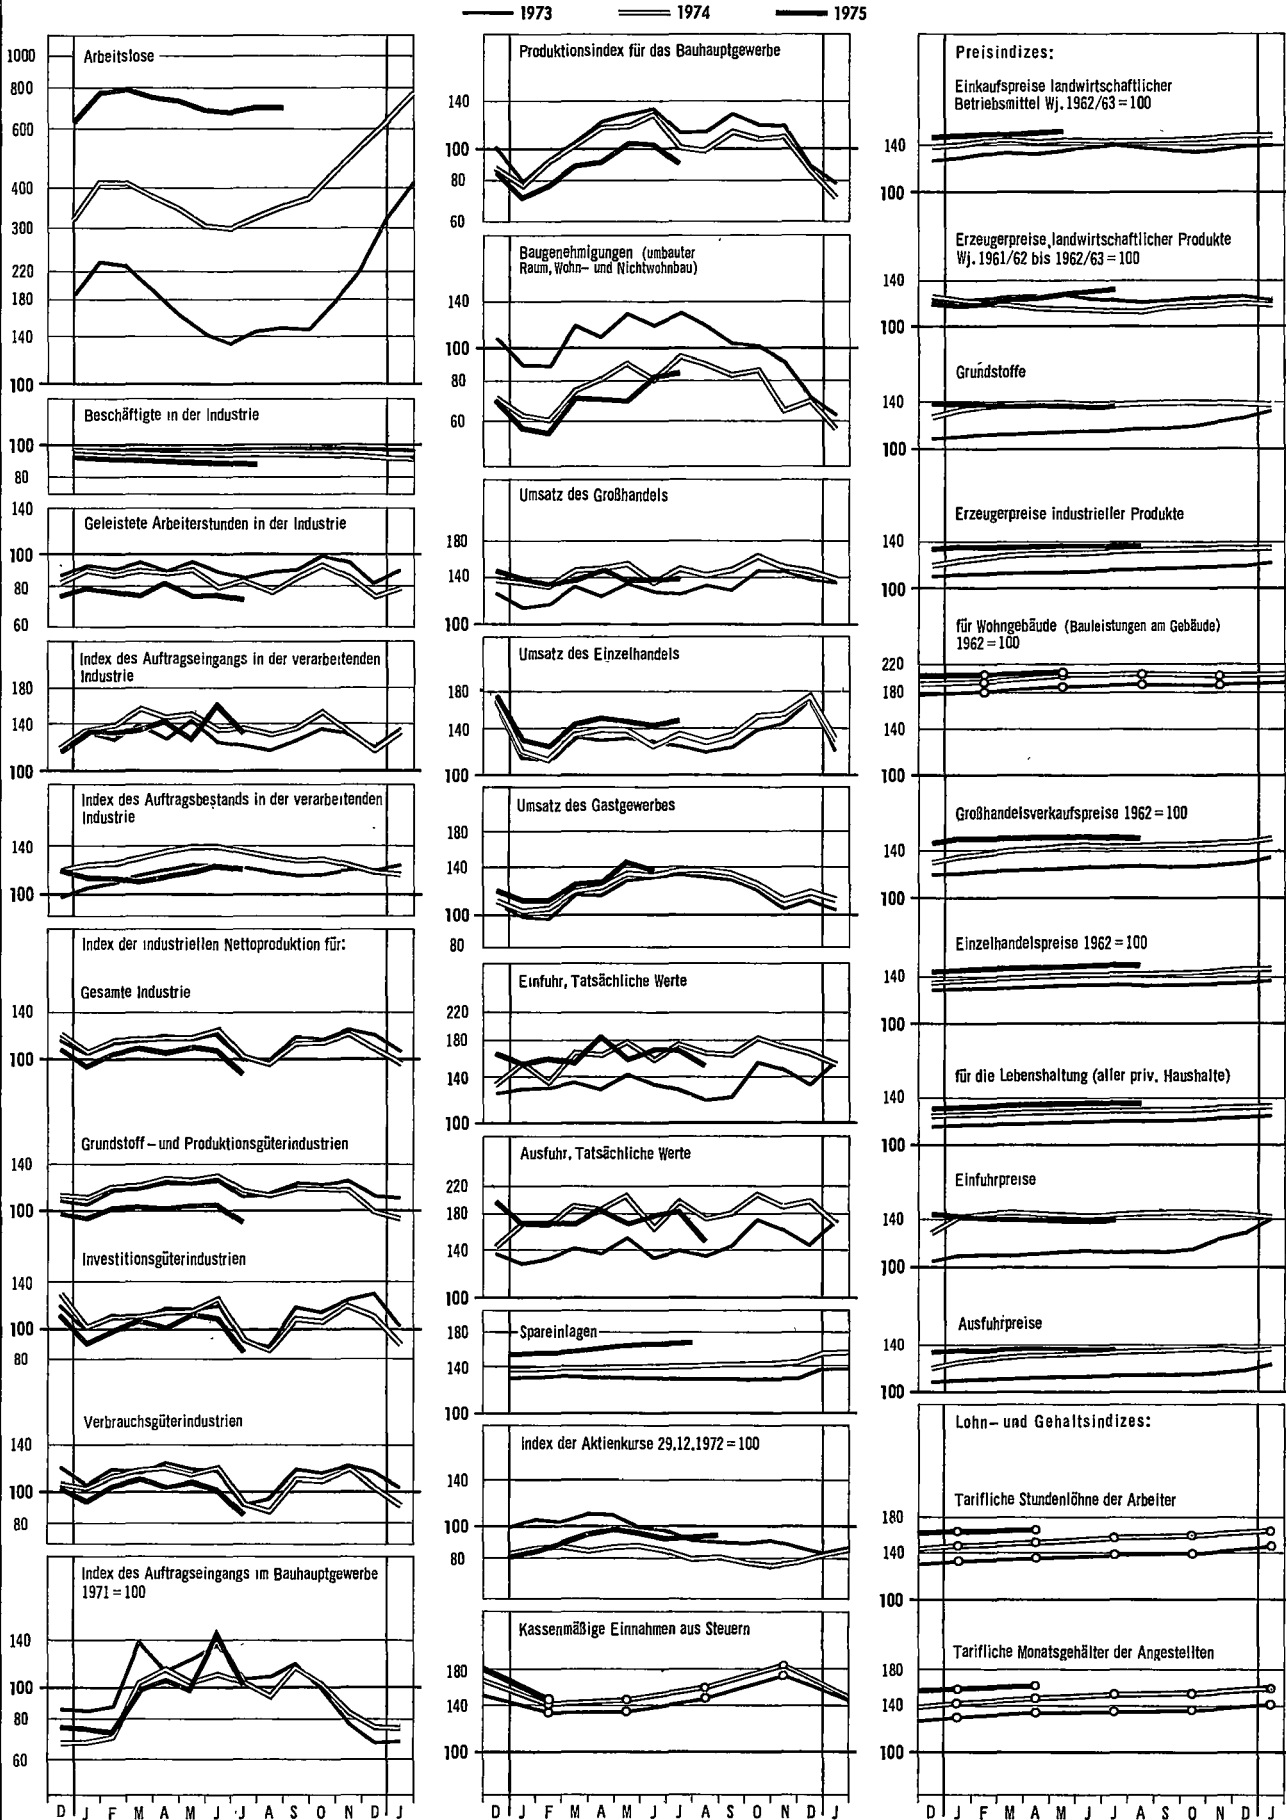 1973 1974 1975
Arbeitslose
1000
800
600
400
300
220
180
140
100
Beschäftigte in der Industrie
100
80
140
Geleistete Arbeiterstunden in der Industrie
100
80
60
Index des Auftragseingangs in der verarbeitenden
Industrie
180
140
100
Index des Auftragsbestands in der verarbeitenden
Industrie
140
100
Index der industriellen Nettoproduktion für:
Gesamte Industrie
140
100
Grundstoff- und Produktionsgüterindustrien
140
100
Investitionsgüterindustrien
140
100
80
Verbrauchsgüterindustrien
140
100
80
Index des Auftragseingangs im Bauhauptgewerbe
1971 = 100
140
100
80
60
D J F M A M J J A S O N D J
Produktionsindex für das Bauhauptgewerbe
140
100
80
60
Baugenehmigungen (umbauter
Raum, Wohn- und Nichtwohnbau)
140
100
80
60
Umsatz des Großhandels
180
140
100
Umsatz des Einzelhandels
180
140
100
Umsatz des Gastgewerbes
180
140
100
80
Einfuhr, Tatsächliche Werte
220
180
140
100
Ausfuhr, Tatsächliche Werte
220
180
140
100
Spareinlagen
180
140
100
Index der Aktienkurse 29.12.1972 = 100
140
100
80
Kassenmäßige Einnahmen aus Steuern
180
140
100
D J F M A M J J A S O N D J
Preisindizes:
Einkaufspreise landwirtschaftlicher
Betriebsmittel Wj. 1962/63 = 100
140
100
Erzeugerpreise landwirtschaftlicher Produkte
Wj. 1961/62 bis 1962/63 = 100
140
100
Grundstoffe
140
100
Erzeugerpreise industrieller Produkte
140
100
für Wohngebäude (Bauleistungen am Gebäude)
1962 = 100
220
180
140
100
Großhandelsverkaufspreise 1962 = 100
140
100
Einzelhandelspreise 1962 = 100
140
100
für die Lebenshaltung (aller priv. Haushalte)
140
100
Einfuhrpreise
140
100
Ausfuhrpreise
140
100
Lohn- und Gehaltsindizes:
Tarifliche Stundenlöhne der Arbeiter
180
140
100
Tarifliche Monatsgehälter der Angestellten
180
140
100
D J F M A M J J A S O N D J